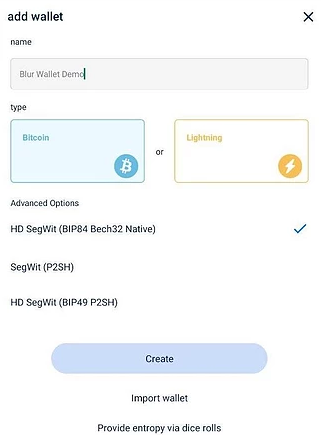 add wallet
name
Blur Wallet Demo
type
Bitcoin
or
Lightning
Advanced Options
HD SegWit (BIP84 Bech32 Native)
SegWit (P2SH)
HD SegWit (BIP49 P2SH)
Create
Import wallet
Provide entropy via dice rolls